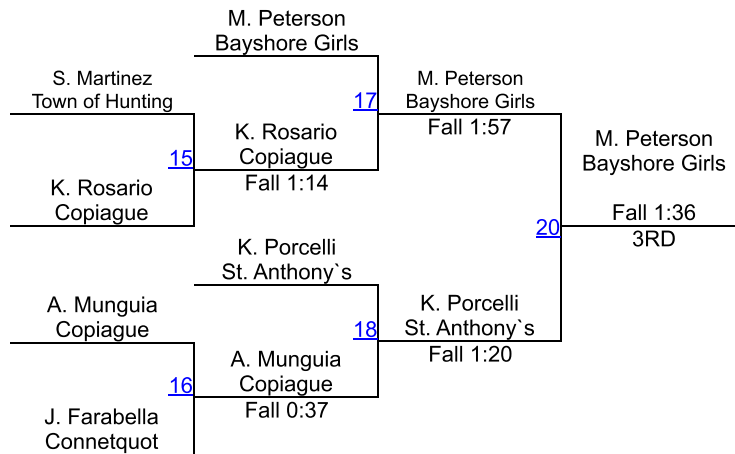 M. Peterson
Bayshore Girls
S. Martinez
Town of Hunting
17
M. Peterson
Bayshore Girls
Fall 1:57
K. Rosario
Copiague
Fall 1:14
15
K. Rosario
Copiague
M. Peterson
Bayshore Girls
Fall 1:36
3RD
20
K. Porcelli
St. Anthony`s
A. Munguia
Copiague
18
K. Porcelli
St. Anthony`s
Fall 1:20
A. Munguia
Copiague
Fall 0:37
16
J. Farabella
Connetquot